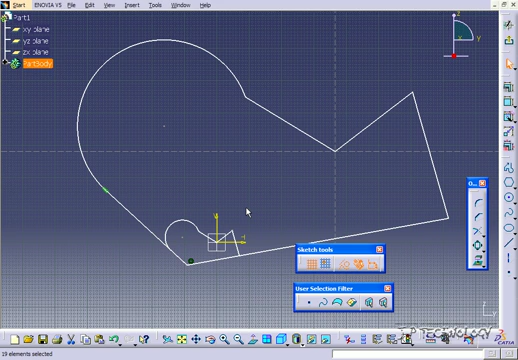 Start ENOVIA V5 File Edit View Insert Tools Window Help
Part1
xy plane
yz plane
zx plane
PartBody
z
x
y
Sketch tools
User Selection Filter
19 elements selected
CATIA